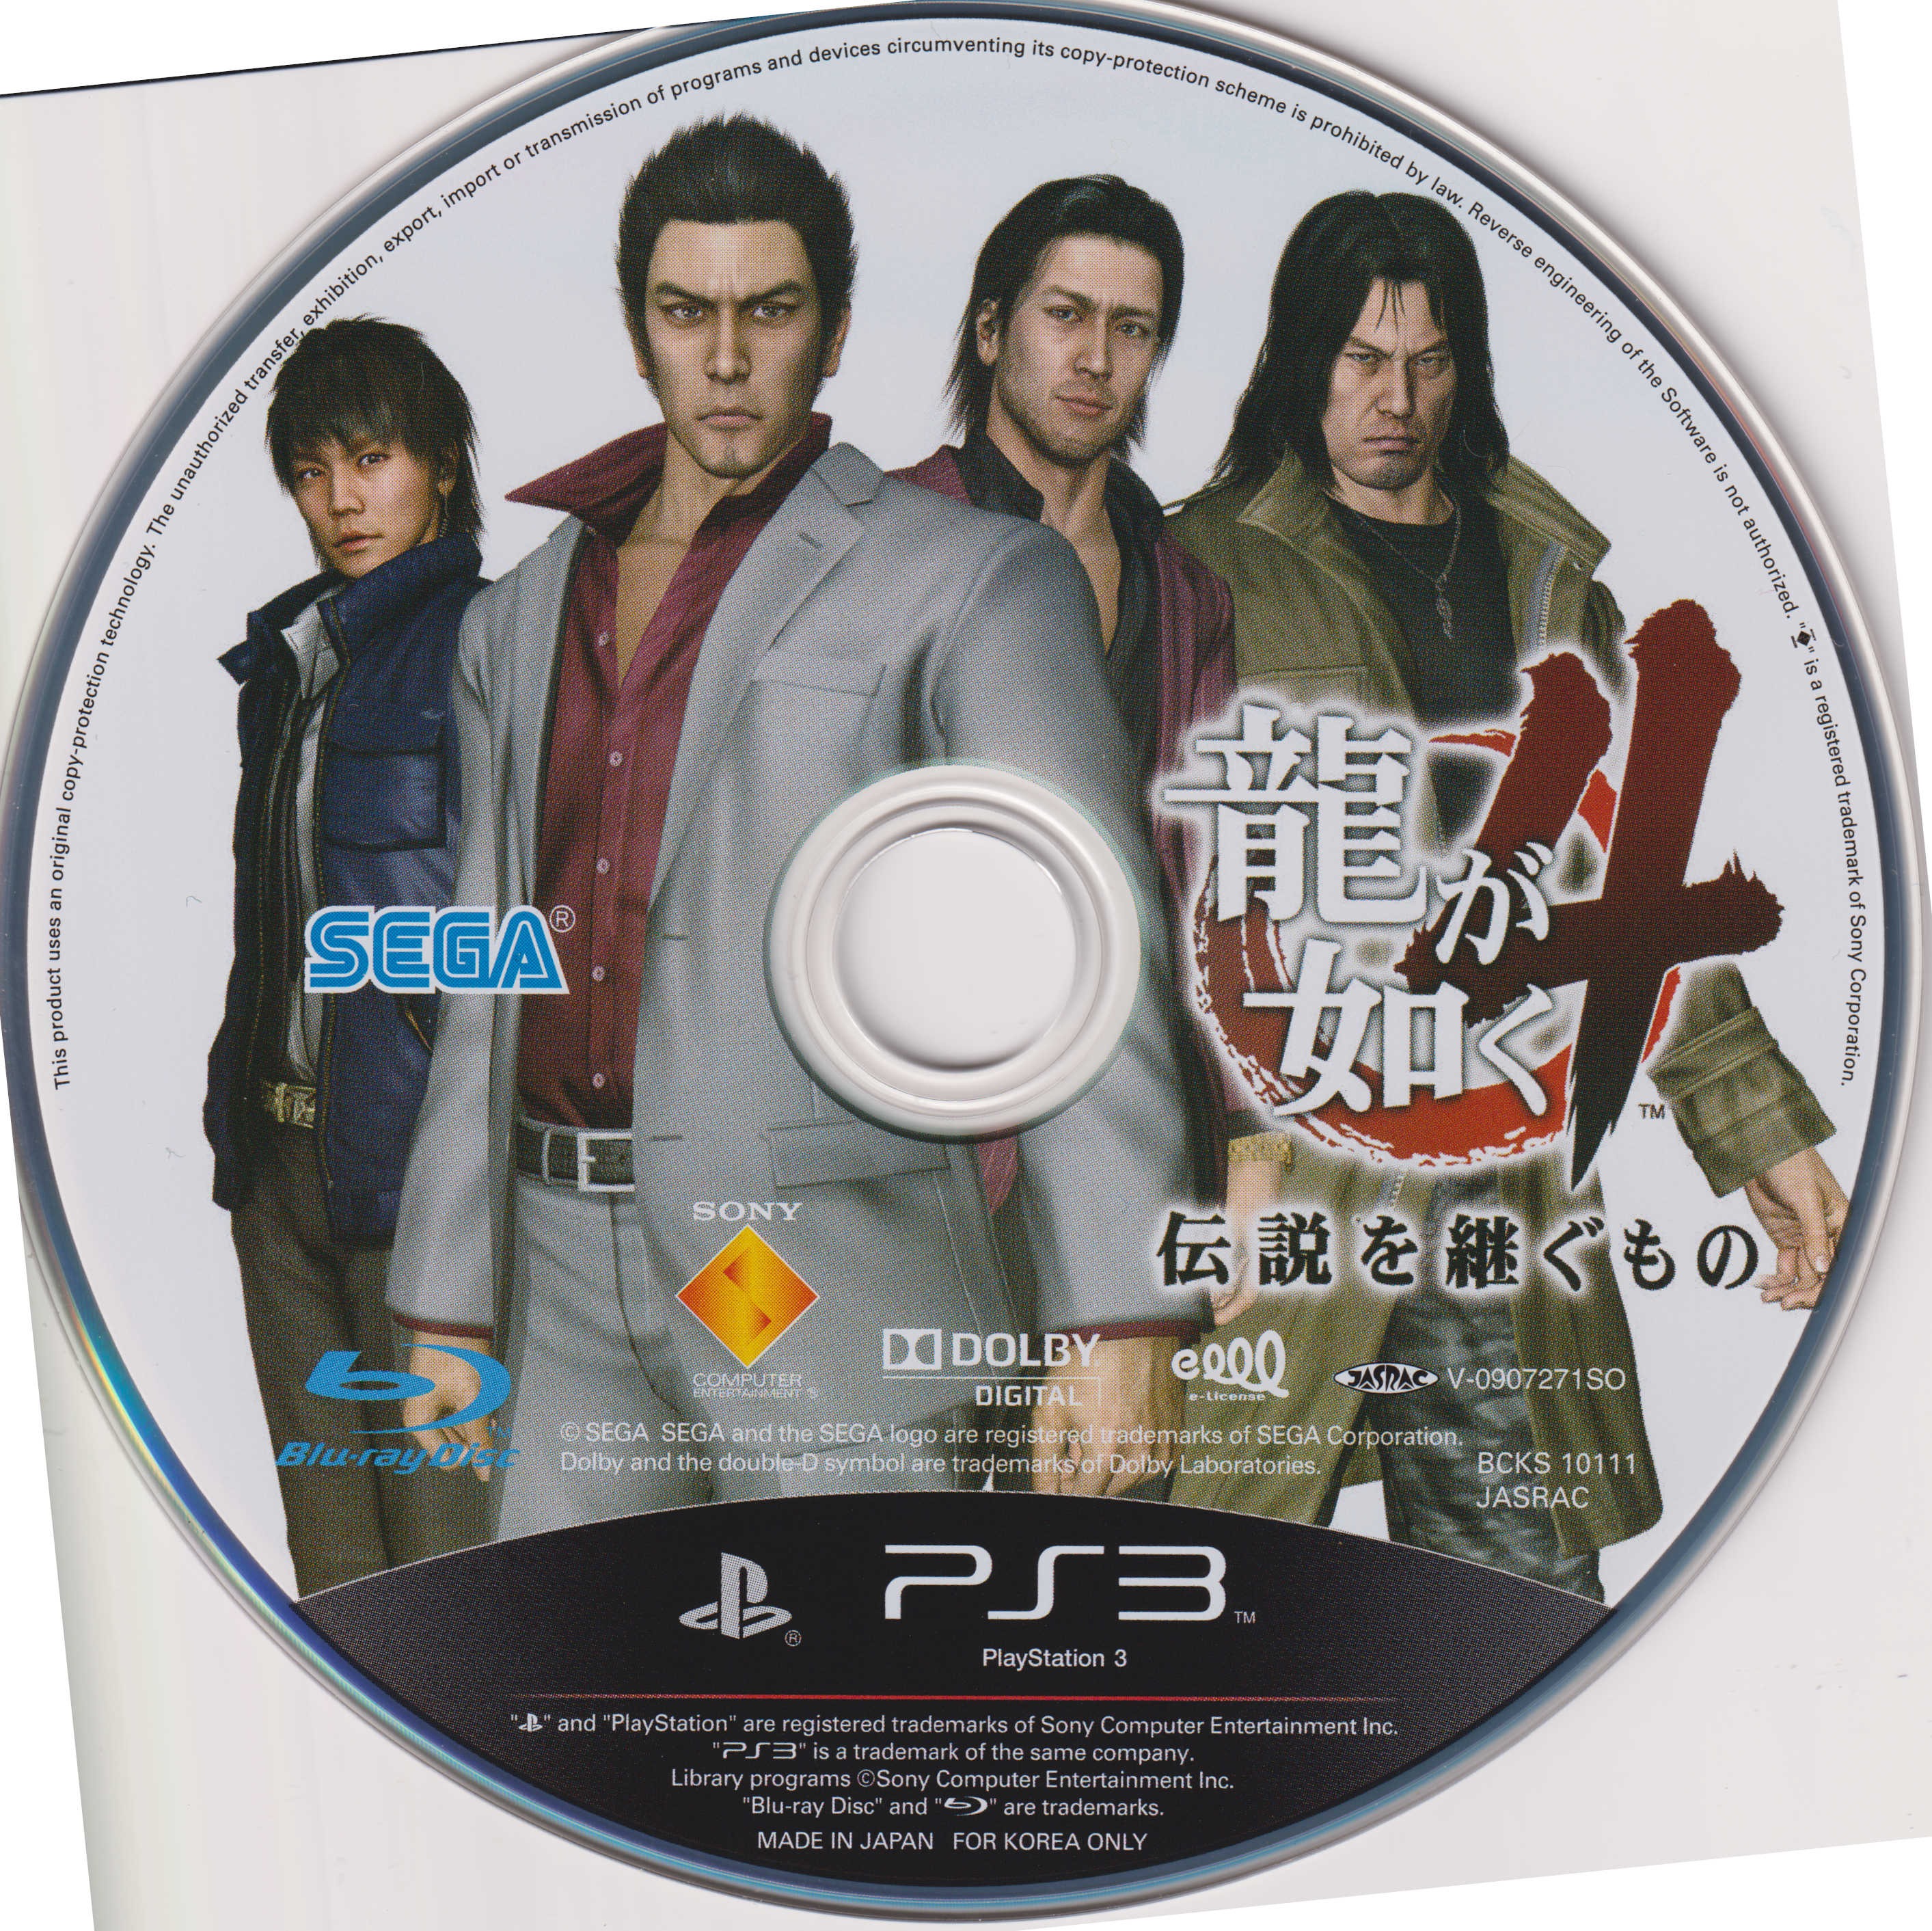 This product uses an original copy-protection technology. The unauthorized transfer, exhibition, export, import or transmission of programs and devices circumventing its copy-protection scheme is prohibited by law. Reverse engineering of the Software is not authorized. " " is a registered trademark of Sony Corporation.
龍が
如く4
TM
伝説を継ぐもの
SEGA®
SONY
COMPUTER
ENTERTAINMENT®
DOLBY
DIGITAL
e-License
JASRAC V-0907271SO
Blu-ray Disc
© SEGA SEGA and the SEGA logo are registered trademarks of SEGA Corporation.
Dolby and the double-D symbol are trademarks of Dolby Laboratories.
BCKS 10111
JASRAC
PS3™
PlayStation 3
" " and "PlayStation" are registered trademarks of Sony Computer Entertainment Inc.
"PS3" is a trademark of the same company.
Library programs ©Sony Computer Entertainment Inc.
"Blu-ray Disc" and " " are trademarks.
MADE IN JAPAN FOR KOREA ONLY